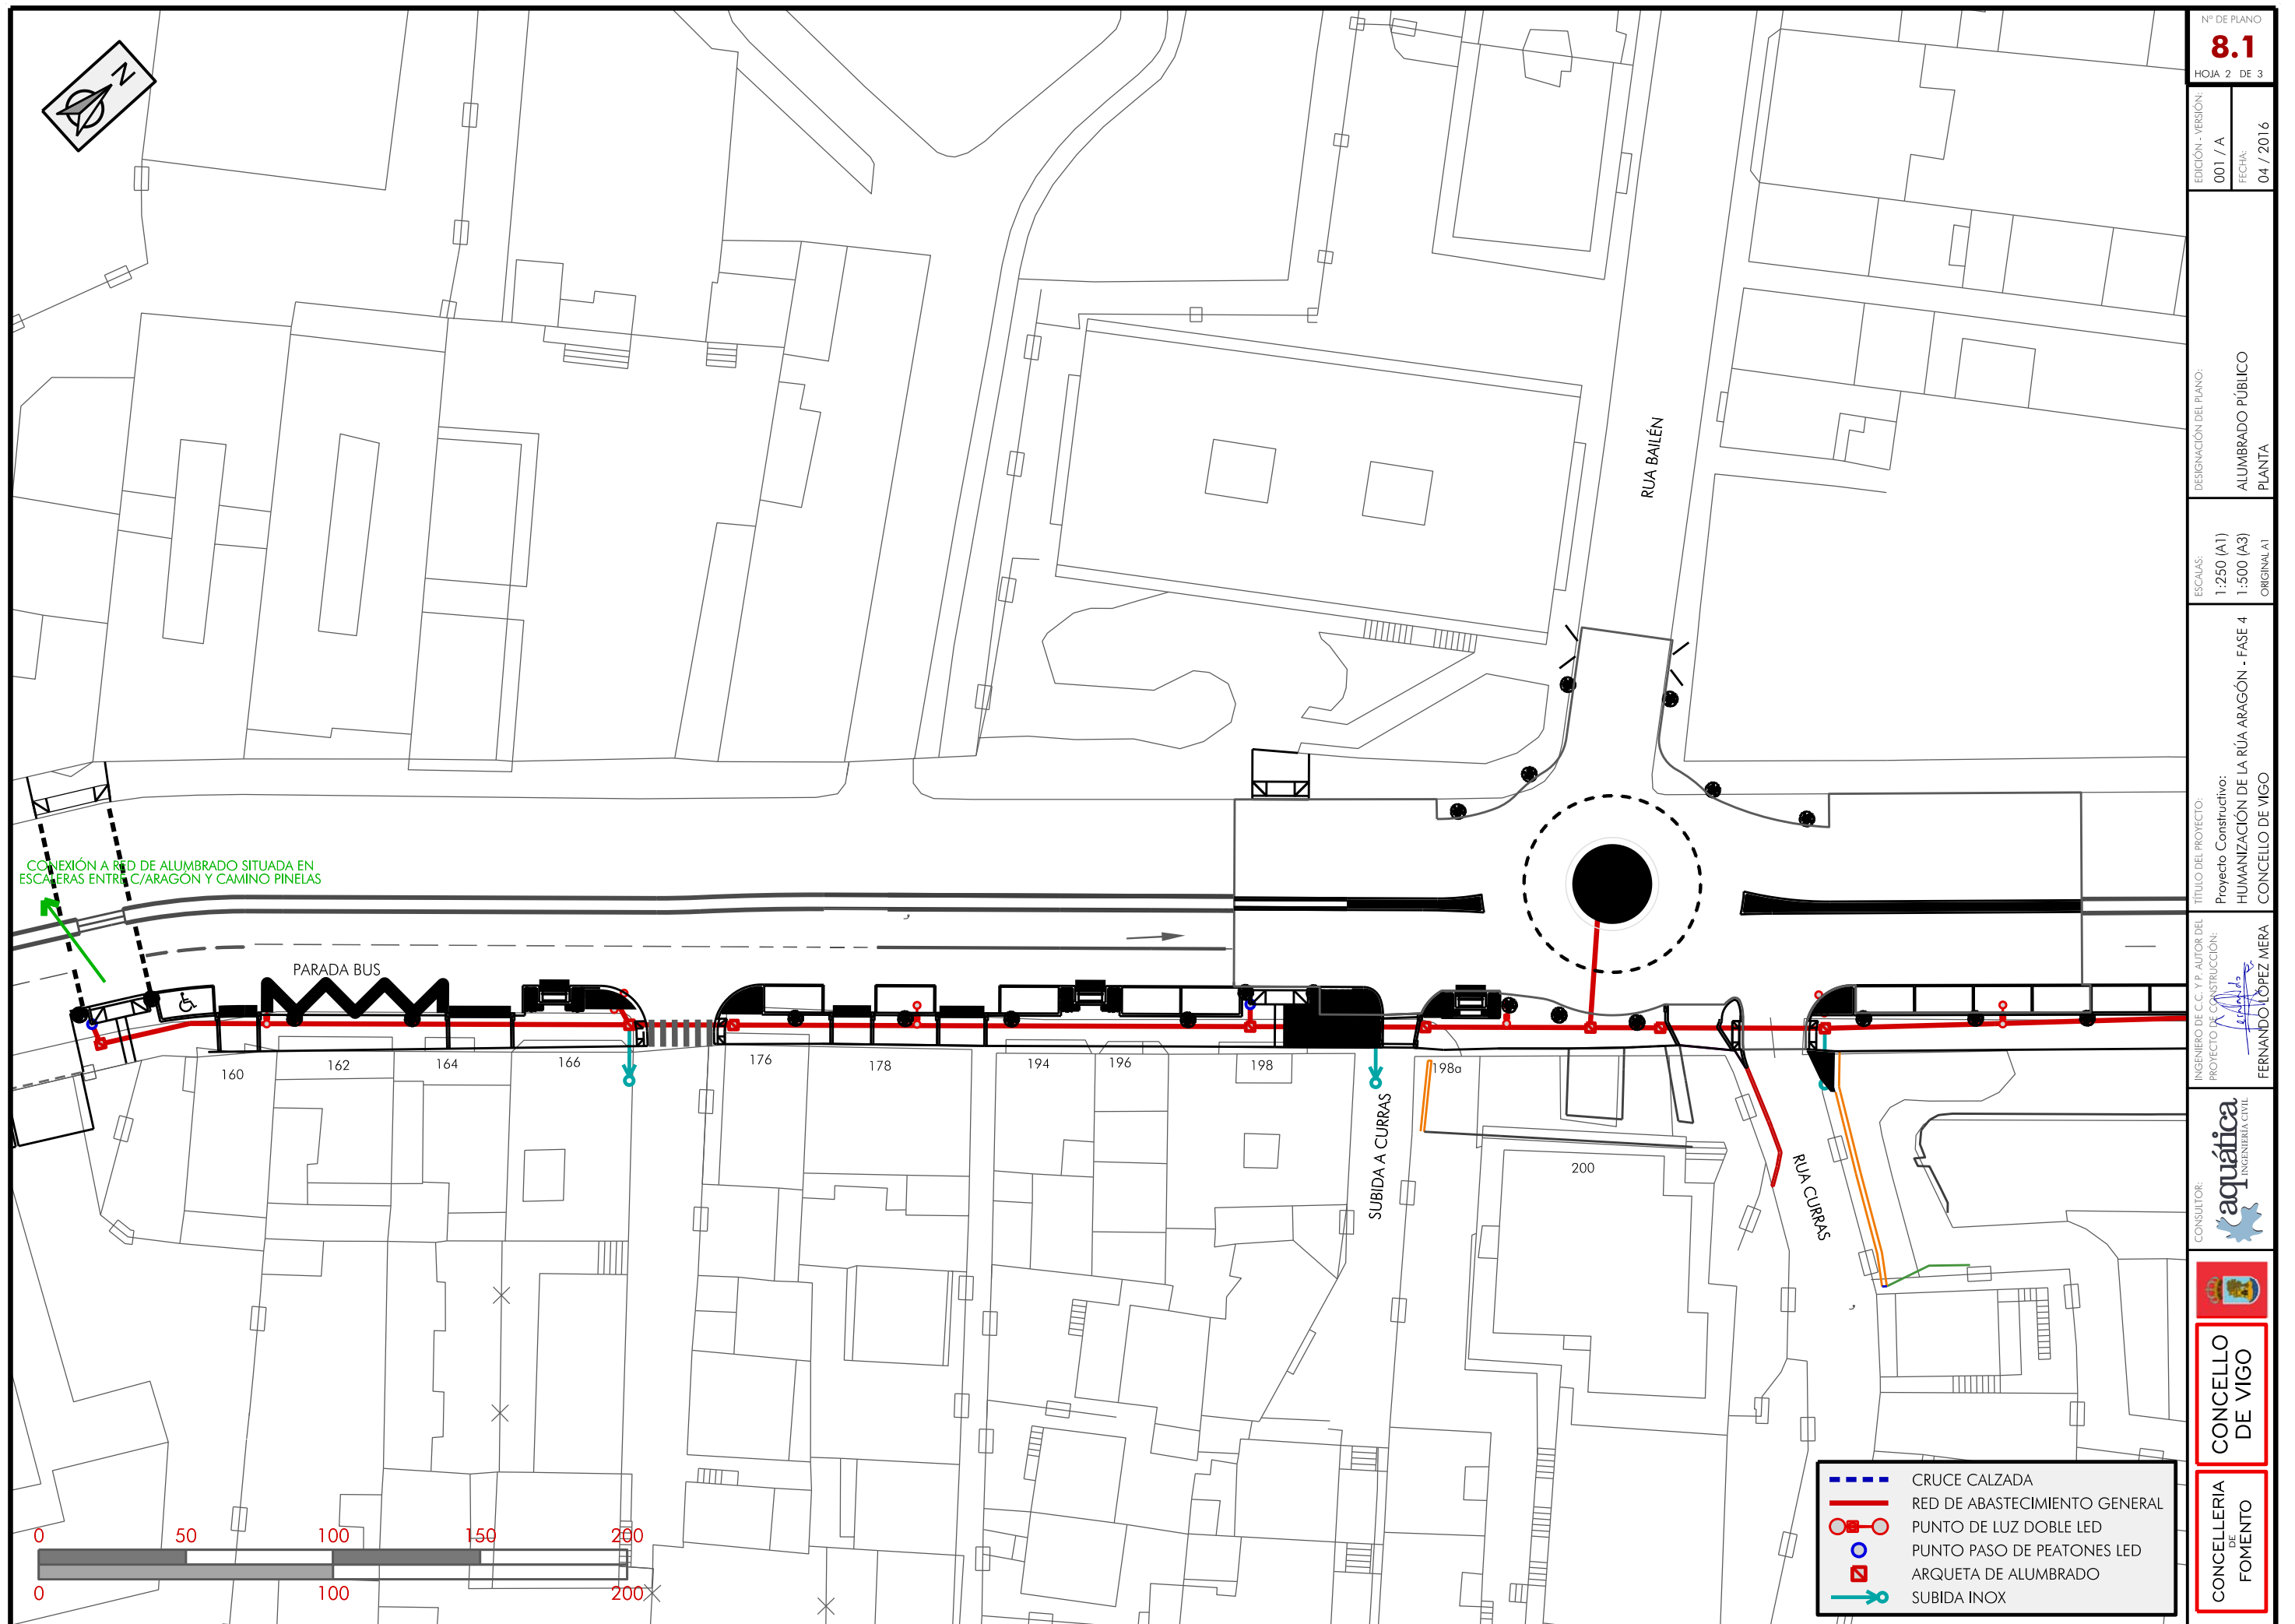 N
Nº DE PLANO
8.1
HOJA 2 DE 3
EDICIÓN - VERSIÓN:
001 / A
FECHA:
04 / 2016
DESIGNACIÓN DEL PLANO:
ALUMBRADO PÚBLICO
PLANTA
ESCALAS:
1:250 (A1)
1:500 (A3)
ORIGINAL A1
TÍTULO DEL PROYECTO:
Proyecto Constructivo:
HUMANIZACIÓN DE LA RÚA ARAGÓN - FASE 4
CONCELLO DE VIGO
INGENIERO DE C.C. Y P. AUTOR DEL
PROYECTO DE CONSTRUCCIÓN:
FERNANDO LÓPEZ MERA
CONSULTOR:
aquática
INGENIERÍA CIVIL
CONCELLO
DE VIGO
CONCELLERIA
DE
FOMENTO
RUA BAILÉN
CONEXIÓN A RED DE ALUMBRADO SITUADA EN
ESCALERAS ENTRE C/ARAGÓN Y CAMINO PINELAS
PARADA BUS
160
162
164
166
176
178
194
196
198
198a
200
SUBIDA A CURRAS
RUA CURRAS
CRUCE CALZADA
RED DE ABASTECIMIENTO GENERAL
PUNTO DE LUZ DOBLE LED
PUNTO PASO DE PEATONES LED
ARQUETA DE ALUMBRADO
SUBIDA INOX
0 50 100 150 200
0 100 200